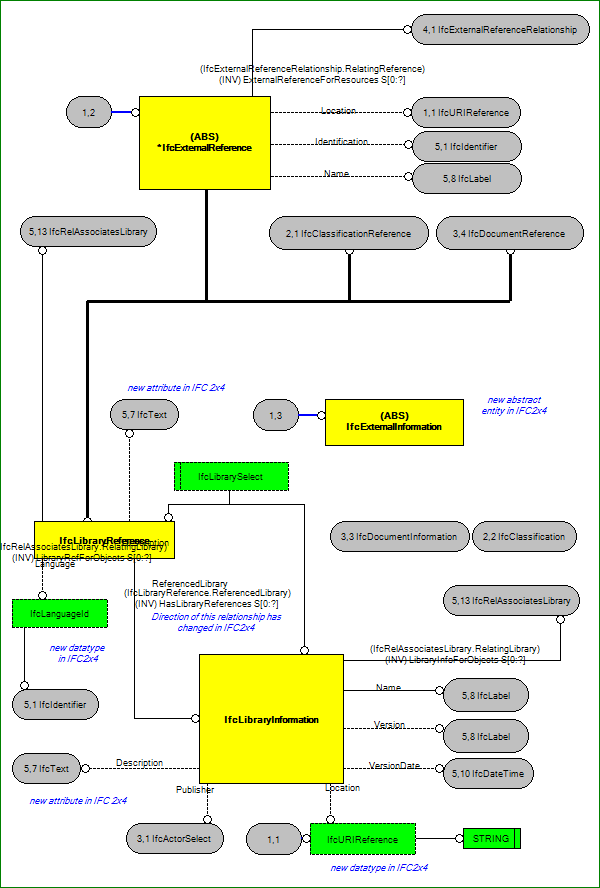 4,1 IfcExternalReferenceRelationship
(IfcExternalReferenceRelationship.RelatingReference)
(INV) ExternalReferenceForResources S[0:?]
1,2
(ABS)
*IfcExternalReference
Location
1,1 IfcURIReference
Identification
5,1 IfcIdentifier
Name
5,8 IfcLabel
5,13 IfcRelAssociatesLibrary
2,1 IfcClassificationReference
3,4 IfcDocumentReference
new attribute in IFC 2x4
5,7 IfcText
1,3
(ABS)
IfcExternalInformation
new abstract
entity in IFC2x4
IfcLibrarySelect
IfcLibraryReference
(IfcRelAssociatesLibrary.RelatingLibrary)
(INV) LibraryRefForObjects S[0:?]
Language
3,3 IfcDocumentInformation
2,2 IfcClassification
ReferencedLibrary
(IfcLibraryReference.ReferencedLibrary)
(INV) HasLibraryReferences S[0:?]
Direction of this relationship has
changed in IFC2x4
IfcLanguageId
new datatype
in IFC2x4
5,1 IfcIdentifier
5,13 IfcRelAssociatesLibrary
(IfcRelAssociatesLibrary.RelatingLibrary)
(INV) LibraryInfoForObjects S[0:?]
IfcLibraryInformation
Name
5,8 IfcLabel
Version
5,8 IfcLabel
VersionDate
5,10 IfcDateTime
5,7 IfcText
Description
new attribute in IFC 2x4
Publisher
Location
3,1 IfcActorSelect
1,1
IfcURIReference
STRING
new datatype in IFC2x4